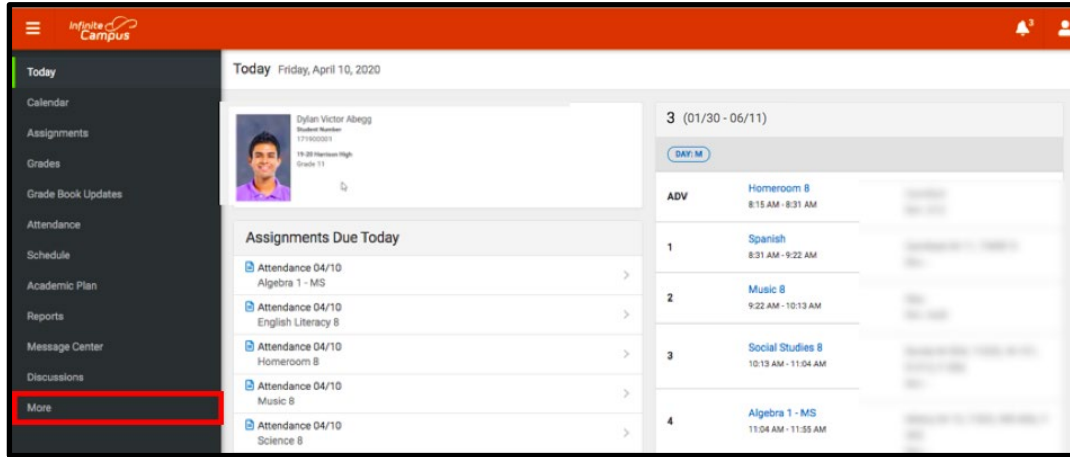 Infinite
Campus
3
Today
Calendar
Assignments
Grades
Grade Book Updates
Attendance
Schedule
Academic Plan
Reports
Message Center
Discussions
More
Today Friday, April 10, 2020
Dylan Victor Abegg
Student Number
171900001
19-20 Harrison High
Grade 11
Assignments Due Today
Attendance 04/10
Algebra 1 - MS
Attendance 04/10
English Literacy 8
Attendance 04/10
Homeroom 8
Attendance 04/10
Music 8
Attendance 04/10
Science 8
3 (01/30 - 06/11)
DAY: M
ADV Homeroom 8
8:15 AM - 8:31 AM
1 Spanish
8:31 AM - 9:22 AM
2 Music 8
9:22 AM - 10:13 AM
3 Social Studies 8
10:13 AM - 11:04 AM
4 Algebra 1 - MS
11:04 AM - 11:55 AM